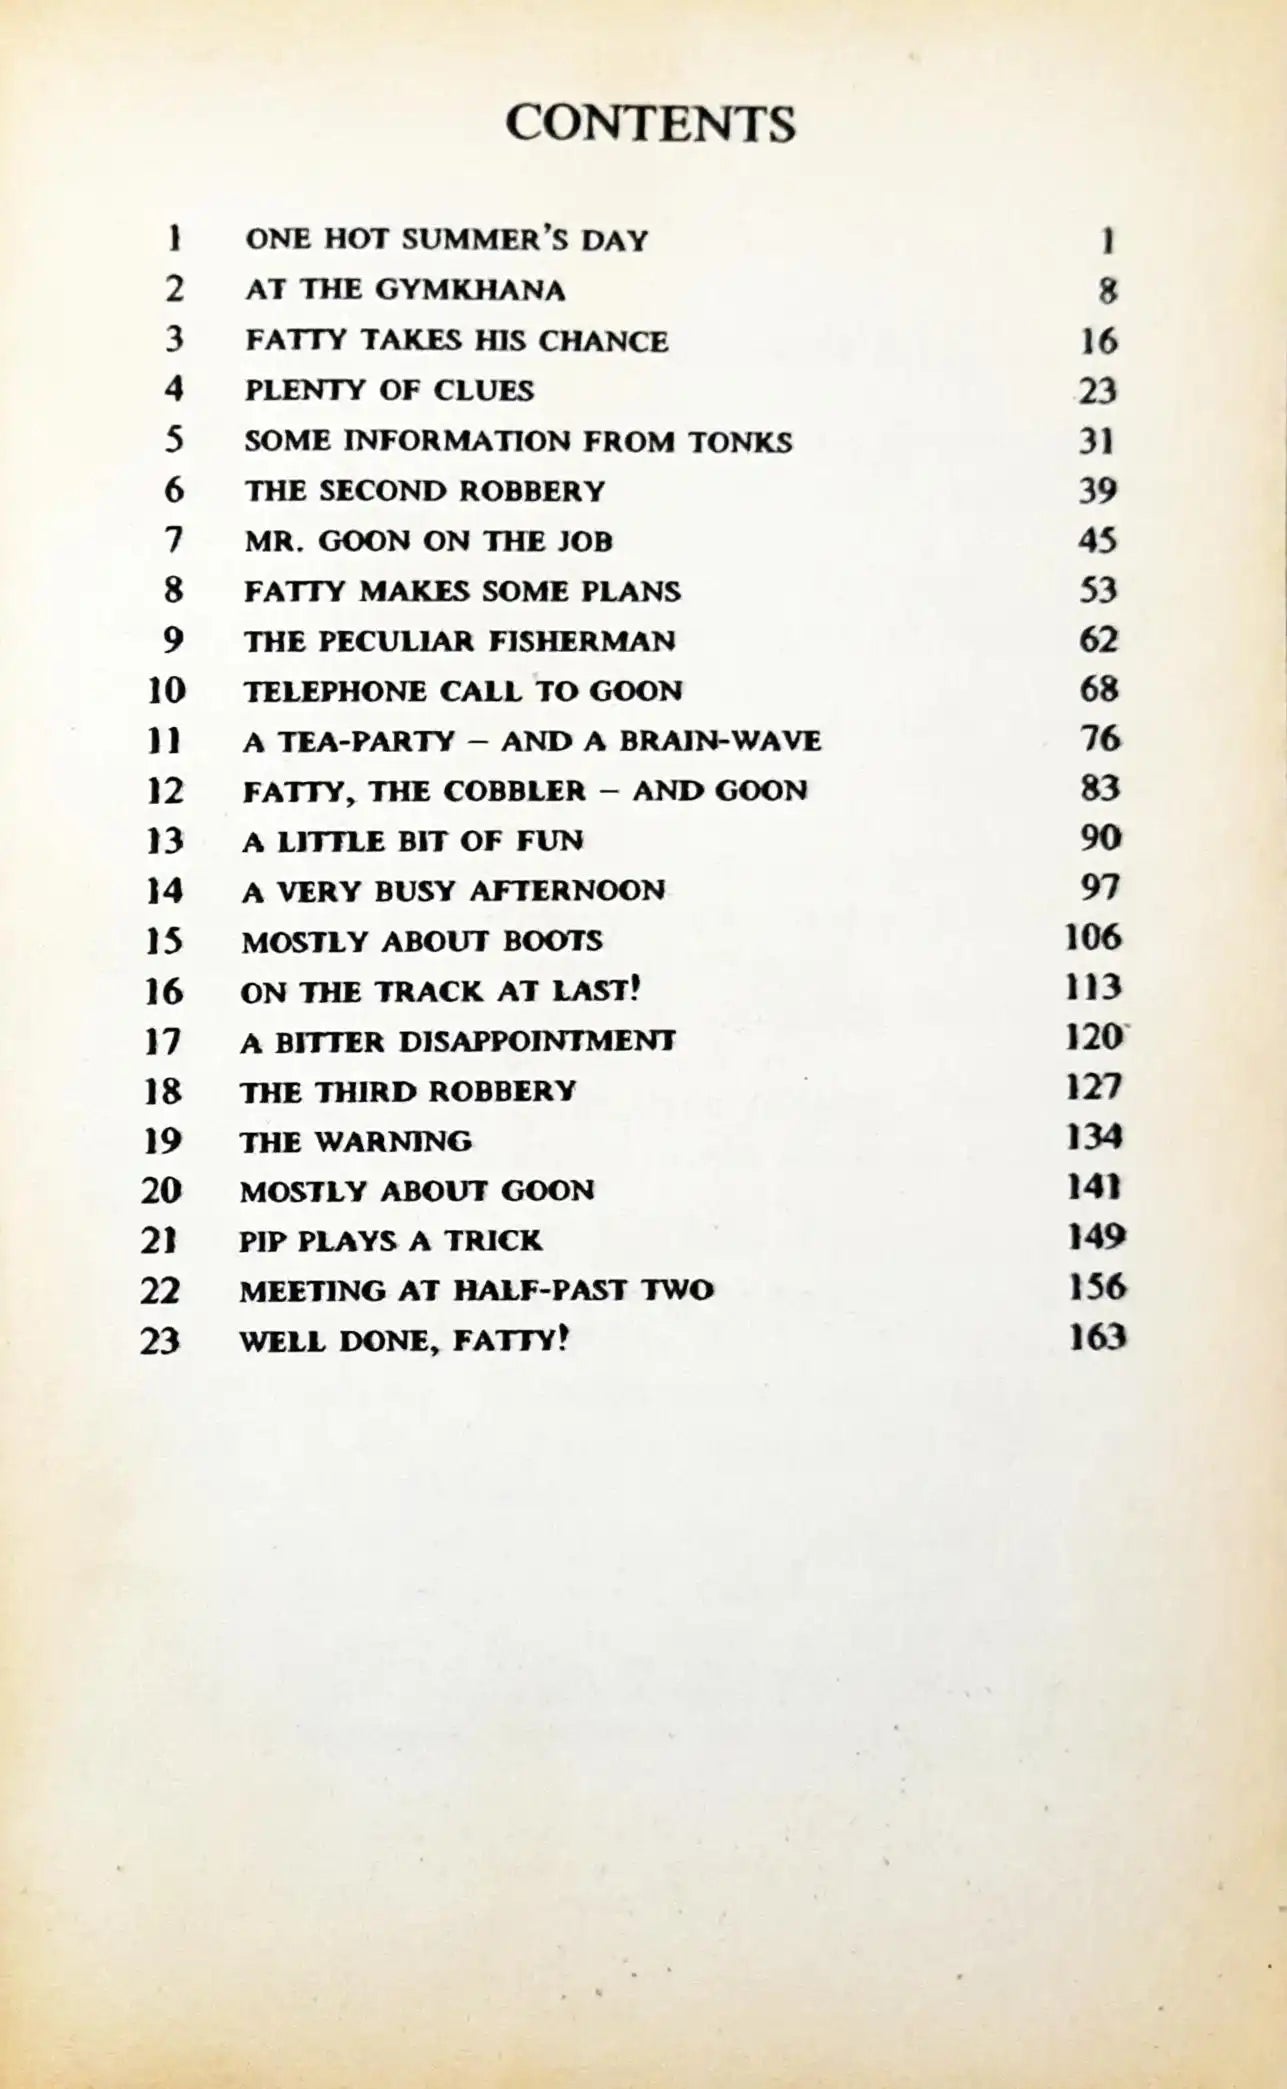 CONTENTS
1 ONE HOT SUMMER'S DAY 1
2 AT THE GYMKHANA 8
3 FATTY TAKES HIS CHANCE 16
4 PLENTY OF CLUES 23
5 SOME INFORMATION FROM TONKS 31
6 THE SECOND ROBBERY 39
7 MR. GOON ON THE JOB 45
8 FATTY MAKES SOME PLANS 53
9 THE PECULIAR FISHERMAN 62
10 TELEPHONE CALL TO GOON 68
11 A TEA-PARTY – AND A BRAIN-WAVE 76
12 FATTY, THE COBBLER – AND GOON 83
13 A LITTLE BIT OF FUN 90
14 A VERY BUSY AFTERNOON 97
15 MOSTLY ABOUT BOOTS 106
16 ON THE TRACK AT LAST! 113
17 A BITTER DISAPPOINTMENT 120
18 THE THIRD ROBBERY 127
19 THE WARNING 134
20 MOSTLY ABOUT GOON 141
21 PIP PLAYS A TRICK 149
22 MEETING AT HALF-PAST TWO 156
23 WELL DONE, FATTY! 163